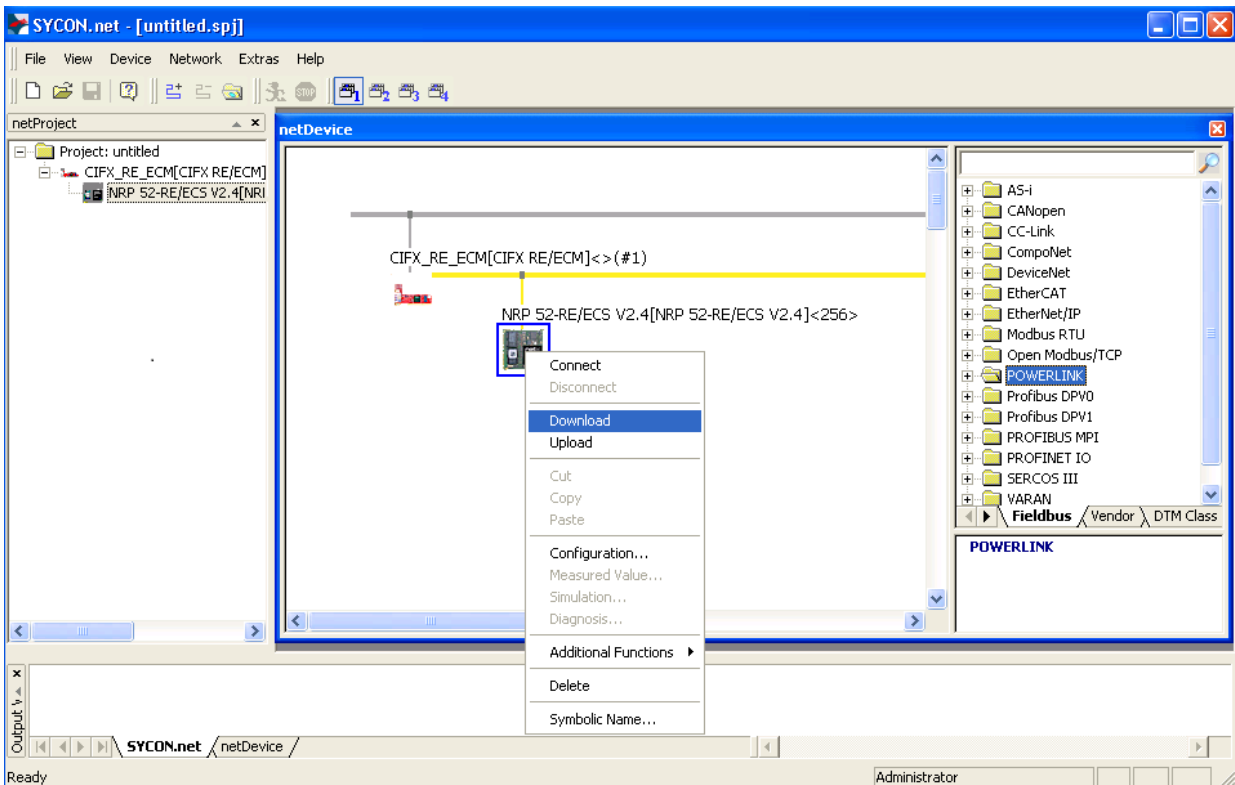 SYCON.net - [untitled.spj]
File View Device Network Extras Help
STOP 1 2 3 4
netProject
Project: untitled
CIFX_RE_ECM[CIFX RE/ECM]
NRP 52-RE/ECS V2.4[NRI
netDevice
CIFX_RE_ECM[CIFX RE/ECM]<>(#1)
NRP 52-RE/ECS V2.4[NRP 52-RE/ECS V2.4]<256>
Connect
Disconnect
Download
Upload
Cut
Copy
Paste
Configuration...
Measured Value...
Simulation...
Diagnosis...
Additional Functions
Delete
Symbolic Name...
AS-i
CANopen
CC-Link
CompoNet
DeviceNet
EtherCAT
EtherNet/IP
Modbus RTU
Open Modbus/TCP
POWERLINK
Profibus DPV0
Profibus DPV1
PROFIBUS MPI
PROFINET IO
SERCOS III
VARAN
Fieldbus Vendor DTM Class
POWERLINK
Output
SYCON.net netDevice
Ready
Administrator